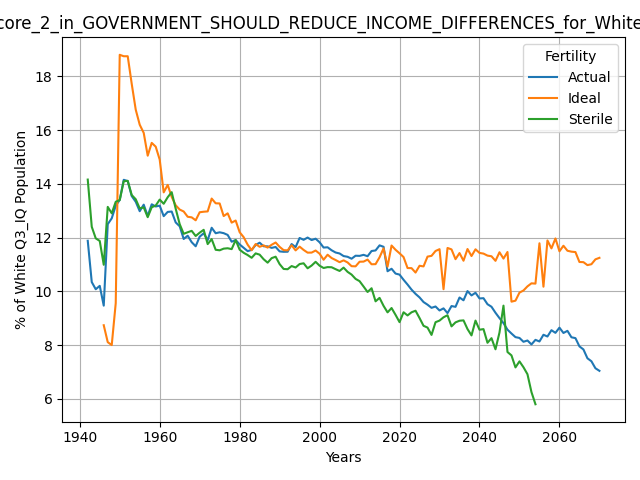 core_2_in_GOVERNMENT_SHOULD_REDUCE_INCOME_DIFFERENCES_for_White
Fertility
Actual
Ideal
Sterile
% of White Q3_IQ Population
18
16
14
12
10
8
6
1940 1960 1980 2000 2020 2040 2060
Years